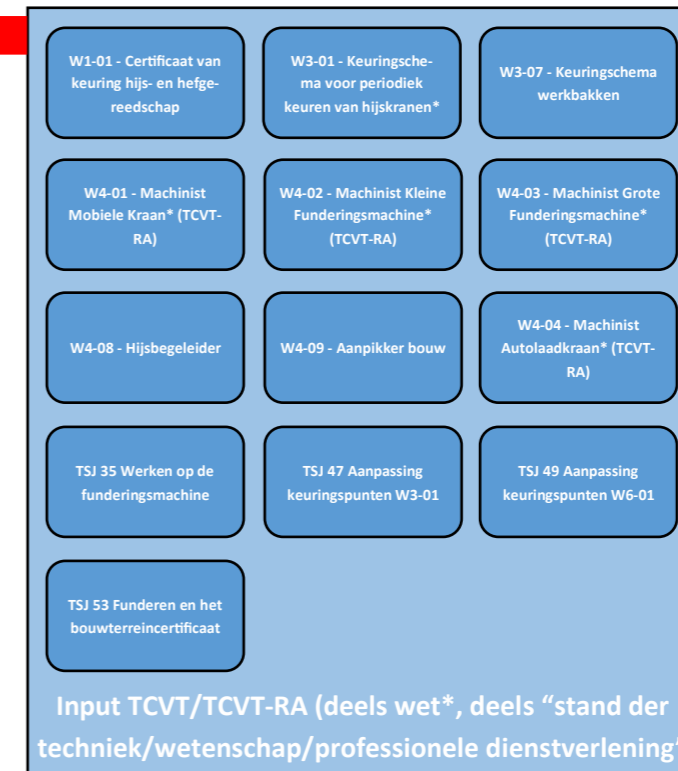 W1-01 - Certificaat van
keuring hijs- en hefge-
reedschap
W3-01 - Keuringsche-
ma voor periodiek
keuren van hijskranen*
W3-07 - Keuringschema
werkbakken
W4-01 - Machinist
Mobiele Kraan* (TCVT-
RA)
W4-02 - Machinist Kleine
Funderingsmachine*
(TCVT-RA)
W4-03 - Machinist Grote
Funderingsmachine*
(TCVT-RA)
W4-08 - Hijsbegeleider
W4-09 - Aanpikker bouw
W4-04 - Machinist
Autolaadkraan* (TCVT-
RA)
TSJ 35 Werken op de
funderingsmachine
TSJ 47 Aanpassing
keuringspunten W3-01
TSJ 49 Aanpassing
keuringspunten W6-01
TSJ 53 Funderen en het
bouwterreincertificaat
Input TCVT/TCVT-RA (deels wet*, deels “stand der
techniek/wetenschap/professionele dienstverlening”